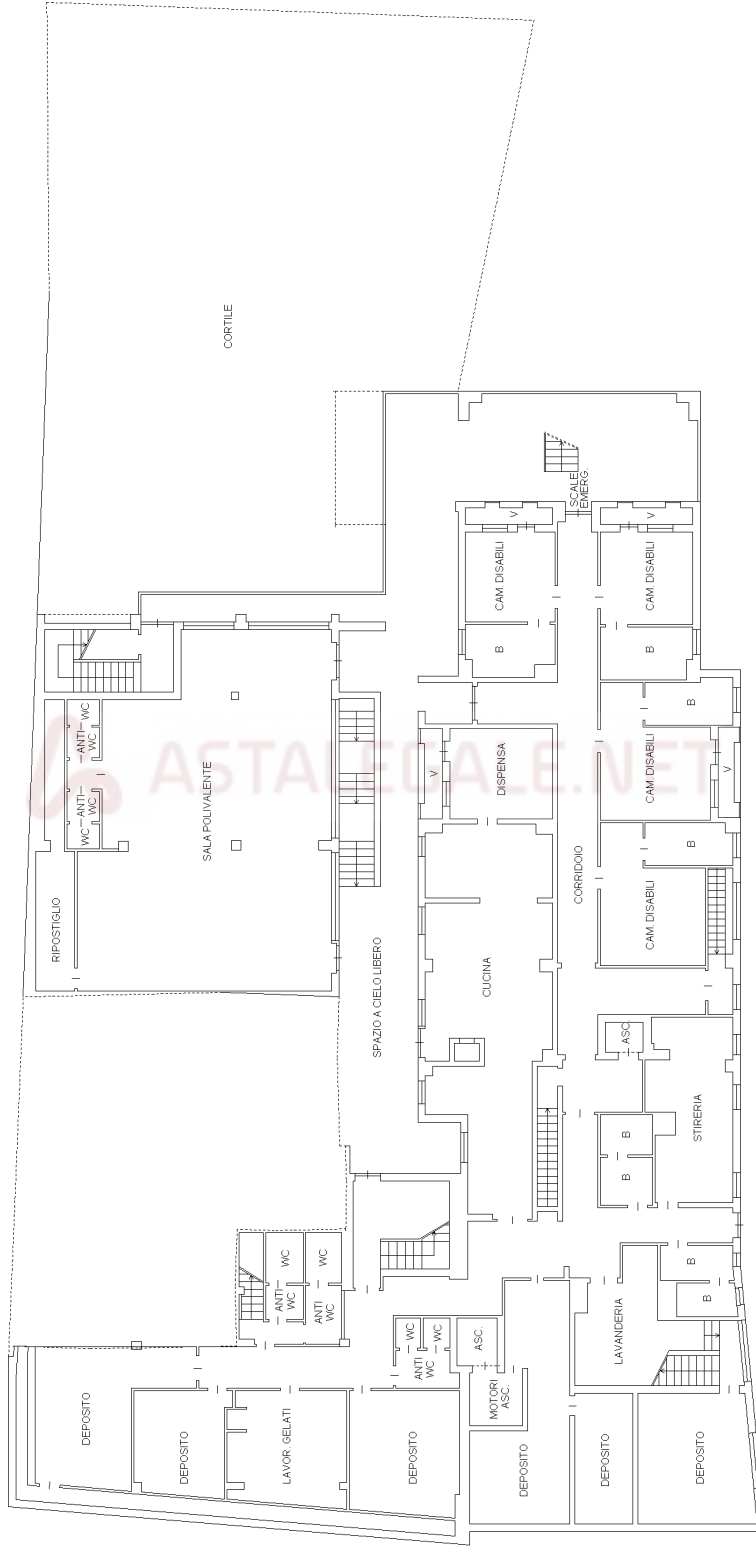 CORTILE
SCALE
EMERG.
V
V
CAM. DISABILI
CAM. DISABILI
B
B
B
WC
ANTI
WC
ANTI
WC
WC
SALA POLIVALENTE
ASTALEGALE.NET
V
DISPENSA
CAM. DISABILI
V
B
CORRIDOIO
CAM. DISABILI
RIPOSTIGLIO
SPAZIO A CIELO LIBERO
CUCINA
ASC.
STIRERIA
B
B
WC
WC
ANTI
WC
ANTI
WC
B
B
WC
WC
ANTI
WC
ASC.
MOTORI
ASC.
LAVANDERIA
DEPOSITO
DEPOSITO
LAVOR. GELATI
DEPOSITO
DEPOSITO
DEPOSITO
DEPOSITO